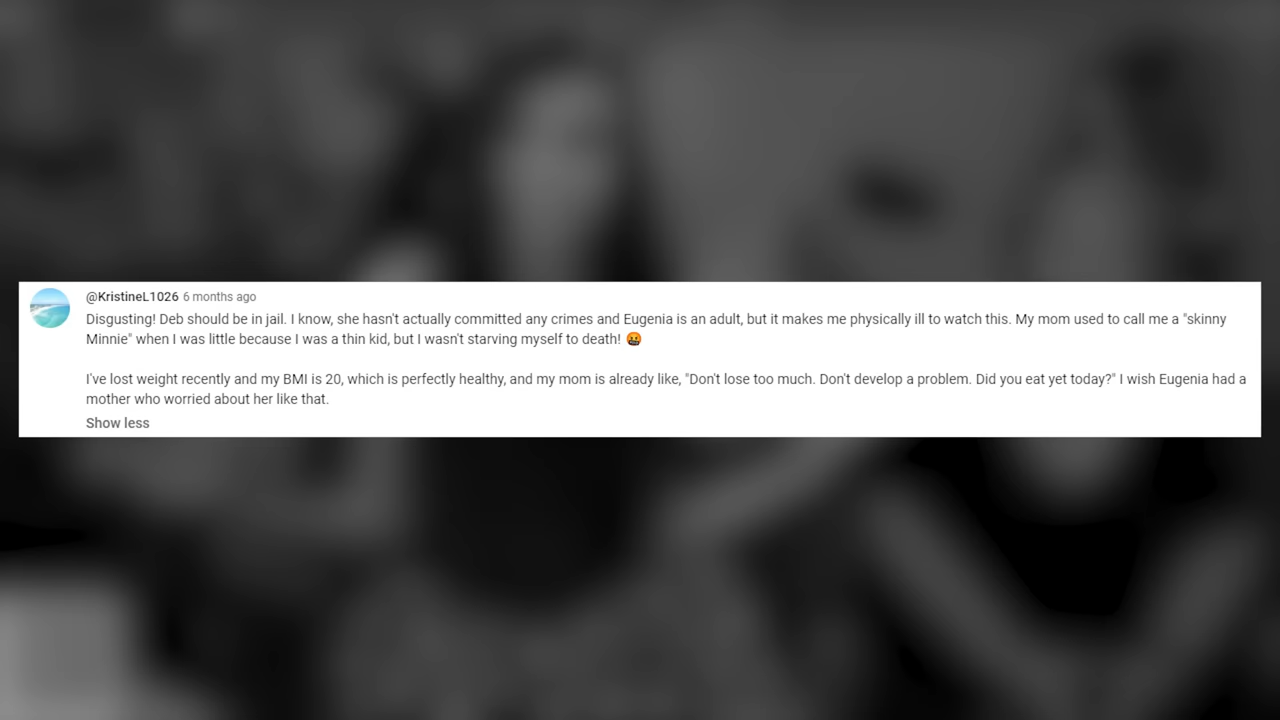 @KristineL1026 6 months ago
Disgusting! Deb should be in jail. I know, she hasn't actually committed any crimes and Eugenia is an adult, but it makes me physically ill to watch this. My mom used to call me a "skinny
Minnie" when I was little because I was a thin kid, but I wasn't starving myself to death! 🤬
I've lost weight recently and my BMI is 20, which is perfectly healthy, and my mom is already like, "Don't lose too much. Don't develop a problem. Did you eat yet today?" I wish Eugenia had a
mother who worried about her like that.
Show less